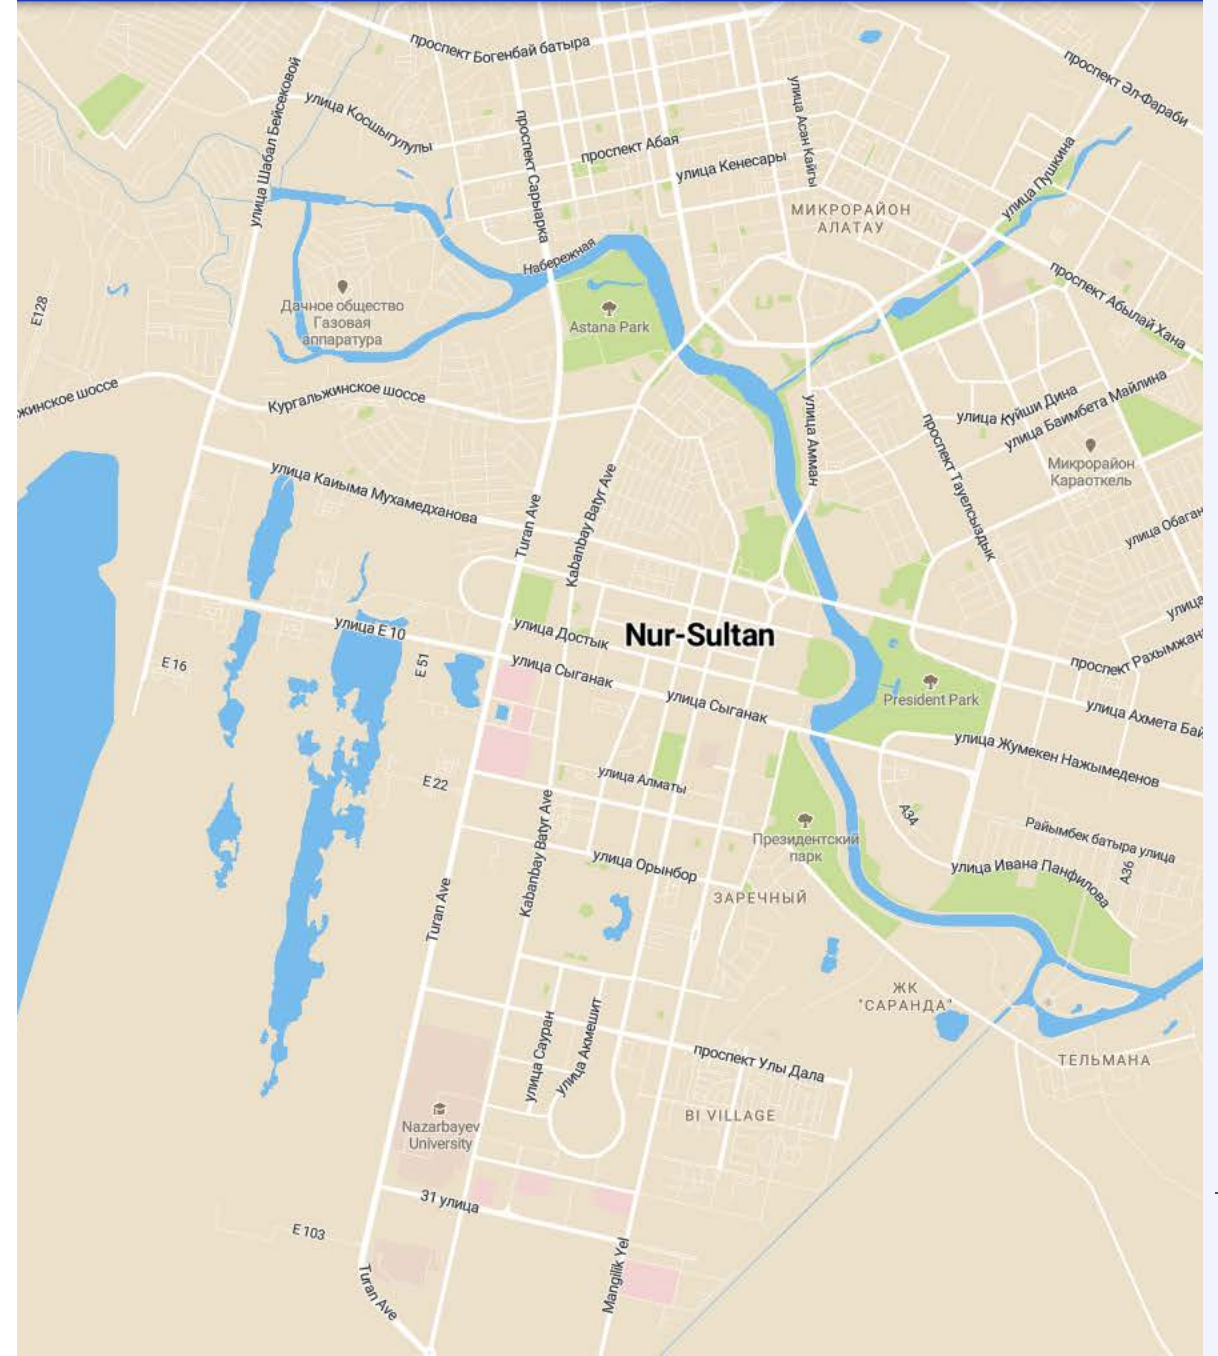 проспект Богенбай батыра
проспект Эл-Фараби
улица Шабал Бейсековой
улица Косшыгулулы
проспект Сарыарка
проспект Абая
улица Кенесары
улица Асан Кайгы
улица Пушкина
МИКРОРАЙОН
АЛАТАУ
Набережная
E128
Дачное общество
Газовая
аппаратура
Astana Park
проспект Абылай Хана
жинское шоссе
Кургальжинское шоссе
улица Амман
улица Куйши Дина
улица Баимбета Майлина
проспект Тауелсыздык
Микрорайон
Караоткель
улица Каиыма Мухамедханова
Turan Ave
Kabanbay Batyr Ave
улица Обаган
улица
улица E 10
улица Достык
Nur-Sultan
E 16
E 51
улица Сыганак
улица Сыганак
проспект Рахымжан
President Park
улица Ахмета Бай
улица Жумекен Нажымеденов
E 22
улица Алматы
Kabanbay Batyr Ave
A34
Президентский
парк
Райымбек батыра улица
улица Ивана Панфилова
A36
улица Орынбор
ЗАРЕЧНЫЙ
Turan Ave
ЖК
"САРАНДА"
улица Сауран
улица Акмешит
проспект Улы Дала
ТЕЛЬМАНА
BI VILLAGE
Nazarbayev
University
31 улица
E 103
Turan Ave
Mangilik Yel